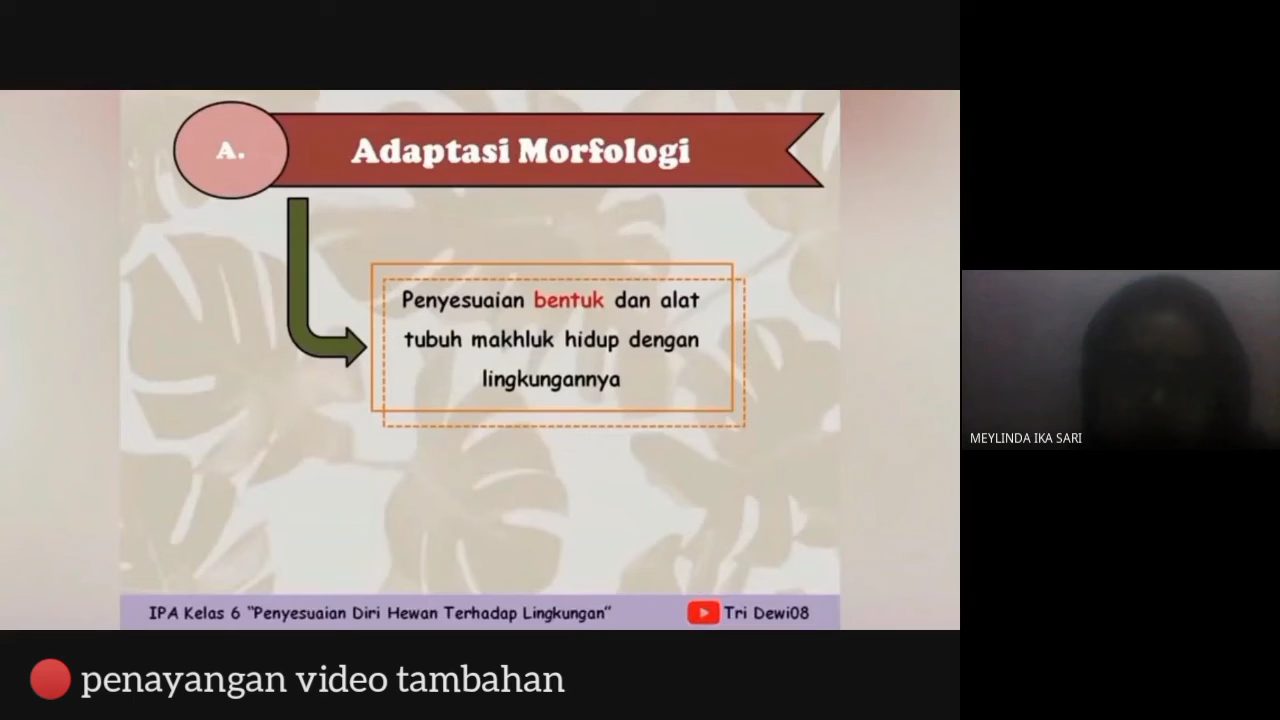 A.
Adaptasi Morfologi
Penyesuaian bentuk dan alat
tubuh makhluk hidup dengan
lingkungannya
IPA Kelas 6 "Penyesuaian Diri Hewan Terhadap Lingkungan"
Tri Dewi08
MEYLINDA IKA SARI
penayangan video tambahan